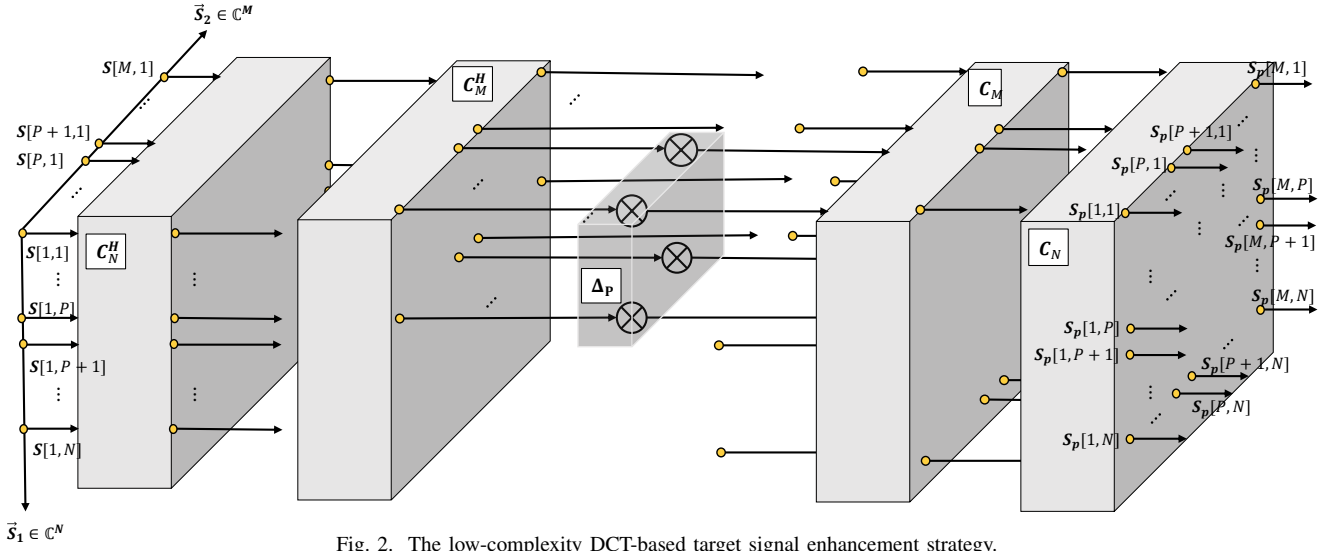 S⃗₂ ∈ ℂᴹ
S[M, 1]
S[P + 1,1]
S[P, 1]
S[1,1]
⋮
S[1, P]
S[1, P + 1]
⋮
S[1, N]
S⃗₁ ∈ ℂᴺ
C_N^H
⋮
⋮
C_M^H
Δ_P
C_M
C_N
S_p[M, 1]
S_p[P + 1,1]
S_p[P, 1]
S_p[1,1]
S_p[M, P]
S_p[M, P + 1]
S_p[M, N]
S_p[1, P]
S_p[1, P + 1]
S_p[P + 1, N]
S_p[P, N]
S_p[1, N]
Fig. 2. The low-complexity DCT-based target signal enhancement strategy.